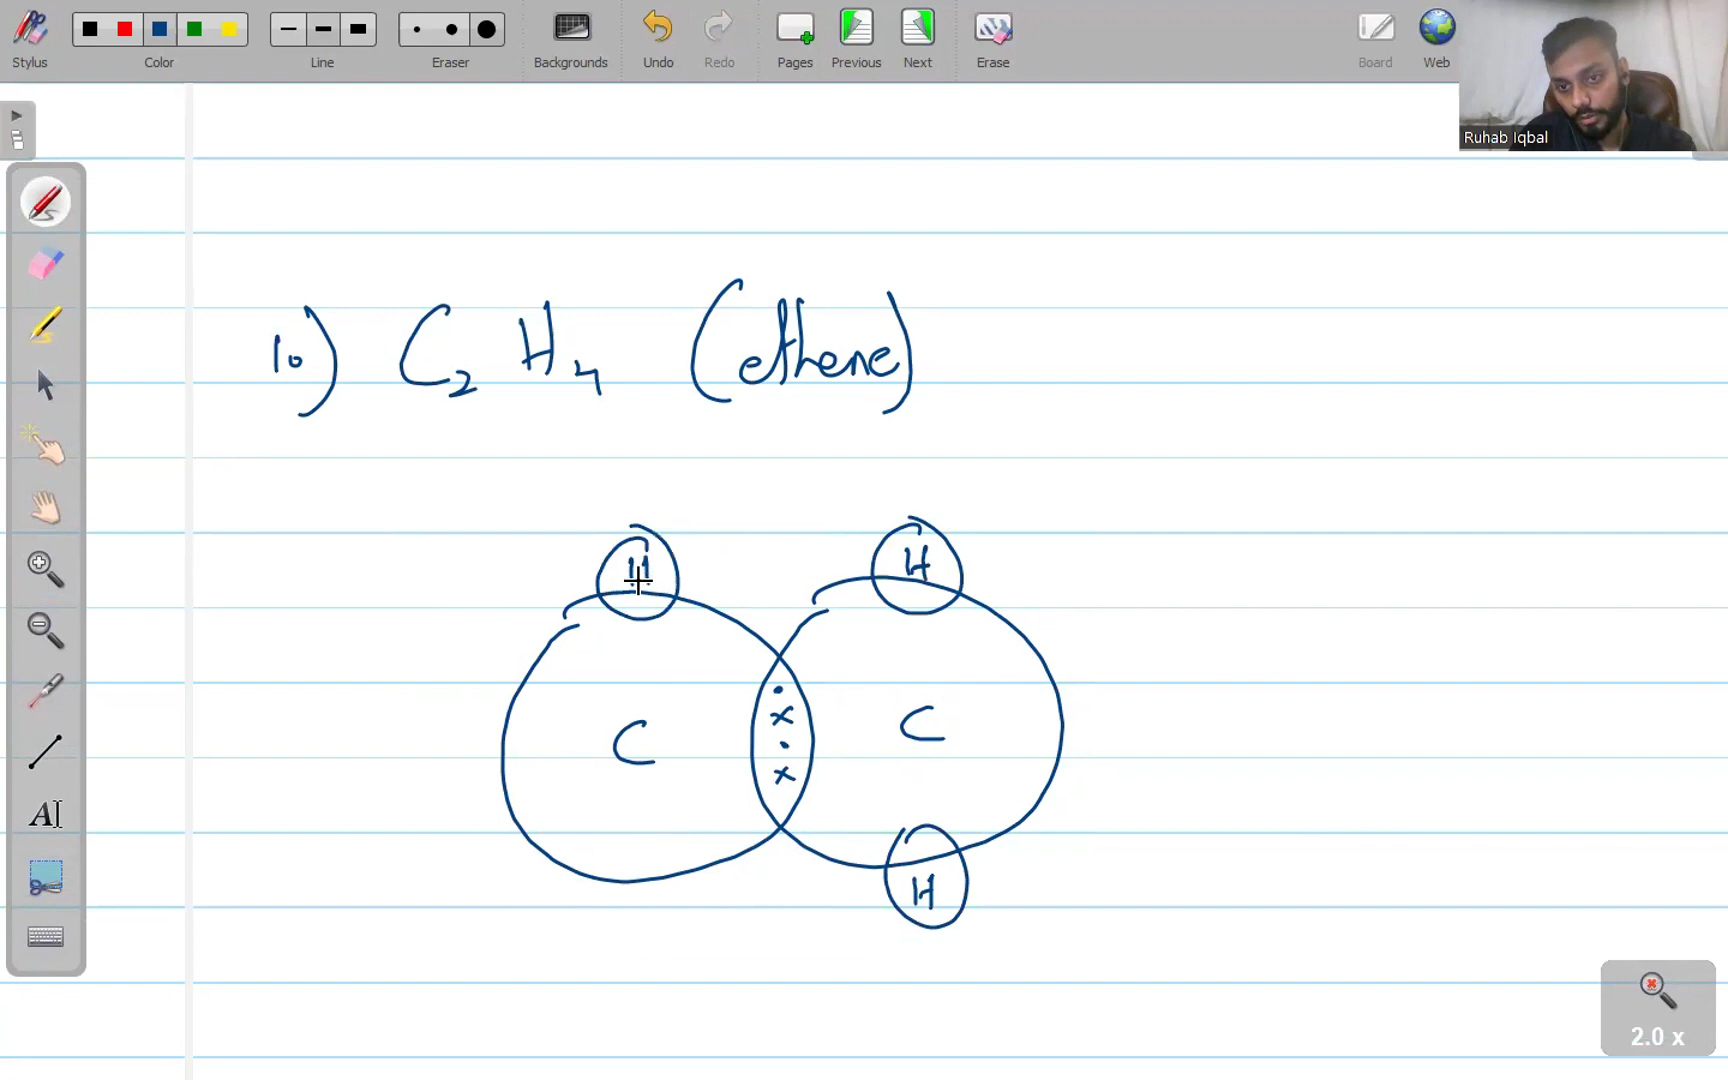 Stylus Color Line Eraser Backgrounds Undo Redo Pages Previous Next Erase Board Web
Ruhab Iqbal
10) C₂ H₄ (ethene)
H H
C x x C
H
2.0 x